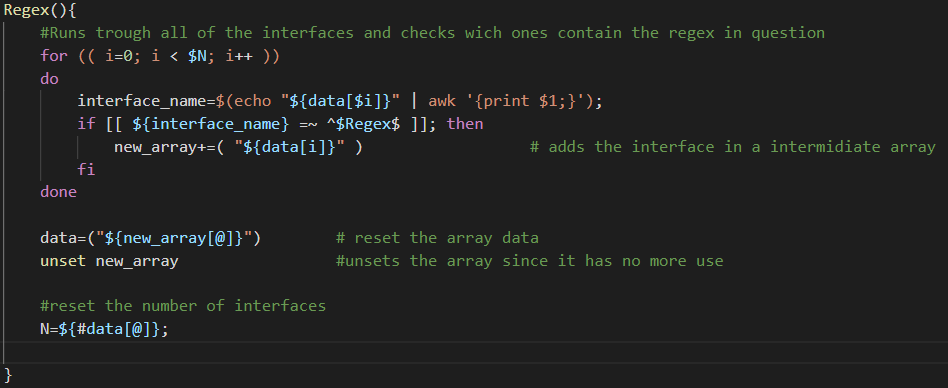 Regex(){
#Runs trough all of the interfaces and checks wich ones contain the regex in question
for (( i=0; i < $N; i++ ))
do
interface_name=$(echo "${data[$i]}" | awk '{print $1;}');
if [[ ${interface_name} =~ ^$Regex$ ]]; then
new_array+=( "${data[i]}" ) # adds the interface in a intermidiate array
fi
done
data=("${new_array[@]}") # reset the array data
unset new_array #unsets the array since it has no more use
#reset the number of interfaces
N=${#data[@]};
}